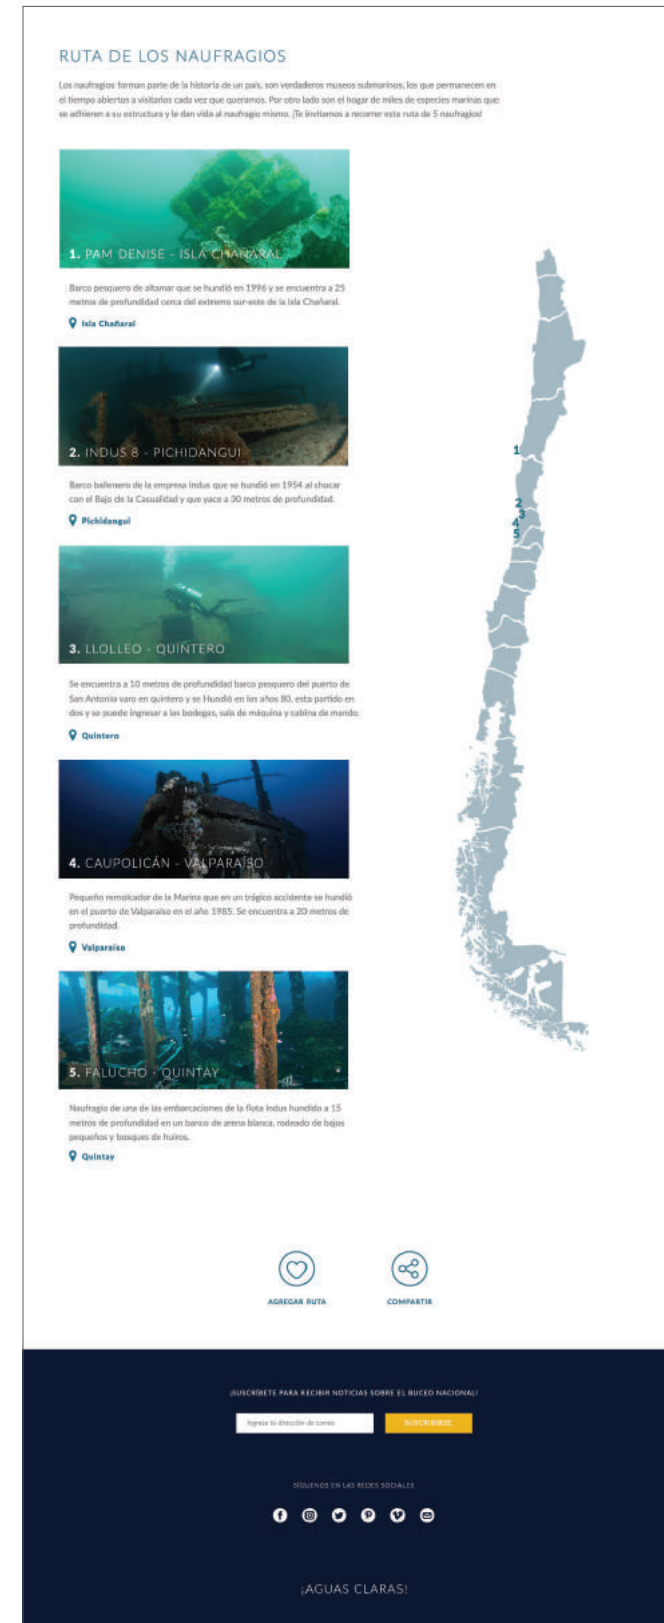 RUTA DE LOS NAUFRAGIOS
Los naufragios forman parte de la historia de un país, son verdaderos museos submarinos, los que permanecen en
el tiempo abiertos a visitarlos cada vez que queramos. Por otro lado son el hogar de miles de especies marinas que
se adhieren a su estructura y le dan vida al naufragio mismo. ¡Te invitamos a recorrer esta ruta de 5 naufragios!
1. PAM DENISE - ISLA CHAÑARAL
Barco pesquero de altamar que se hundió en 1996 y se encuentra a 25
metros de profundidad cerca del extremo sur-este de la Isla Chañaral.
Isla Chañaral
2. INDUS 8 - PICHIDANGUI
Barco ballenero de la empresa Indus que se hundió en 1954 al chocar
con el Bajo de la Casualidad y que yace a 30 metros de profundidad.
Pichidangui
3. LLOLLEO - QUINTERO
Se encuentra a 10 metros de profundidad barco pesquero del puerto de
San Antonio varo en quintero y se Hundió en los años 80, esta partido en
dos y se puede ingresar a las bodegas, sala de máquina y cabina de mando.
Quintero
4. CAUPOLICÁN - VALPARAÍSO
Pequeño remolcador de la Marina que en un trágico accidente se hundió
en el puerto de Valparaíso en el año 1985. Se encuentra a 20 metros de
profundidad.
Valparaíso
5. FALUCHO - QUINTAY
Naufragio de una de las embarcaciones de la flota Indus hundido a 15
metros de profundidad en un banco de arena blanca, rodeado de bajos
pequeños y bosques de huiros.
Quintay
1
2
3
4
5
AGREGAR RUTA
COMPARTIR
¡SUSCRÍBETE PARA RECIBIR NOTICIAS SOBRE EL BUCEO NACIONAL!
Ingresa tu dirección de correo
SUSCRIBIRSE
SÍGUENOS EN LAS REDES SOCIALES
¡AGUAS CLARAS!